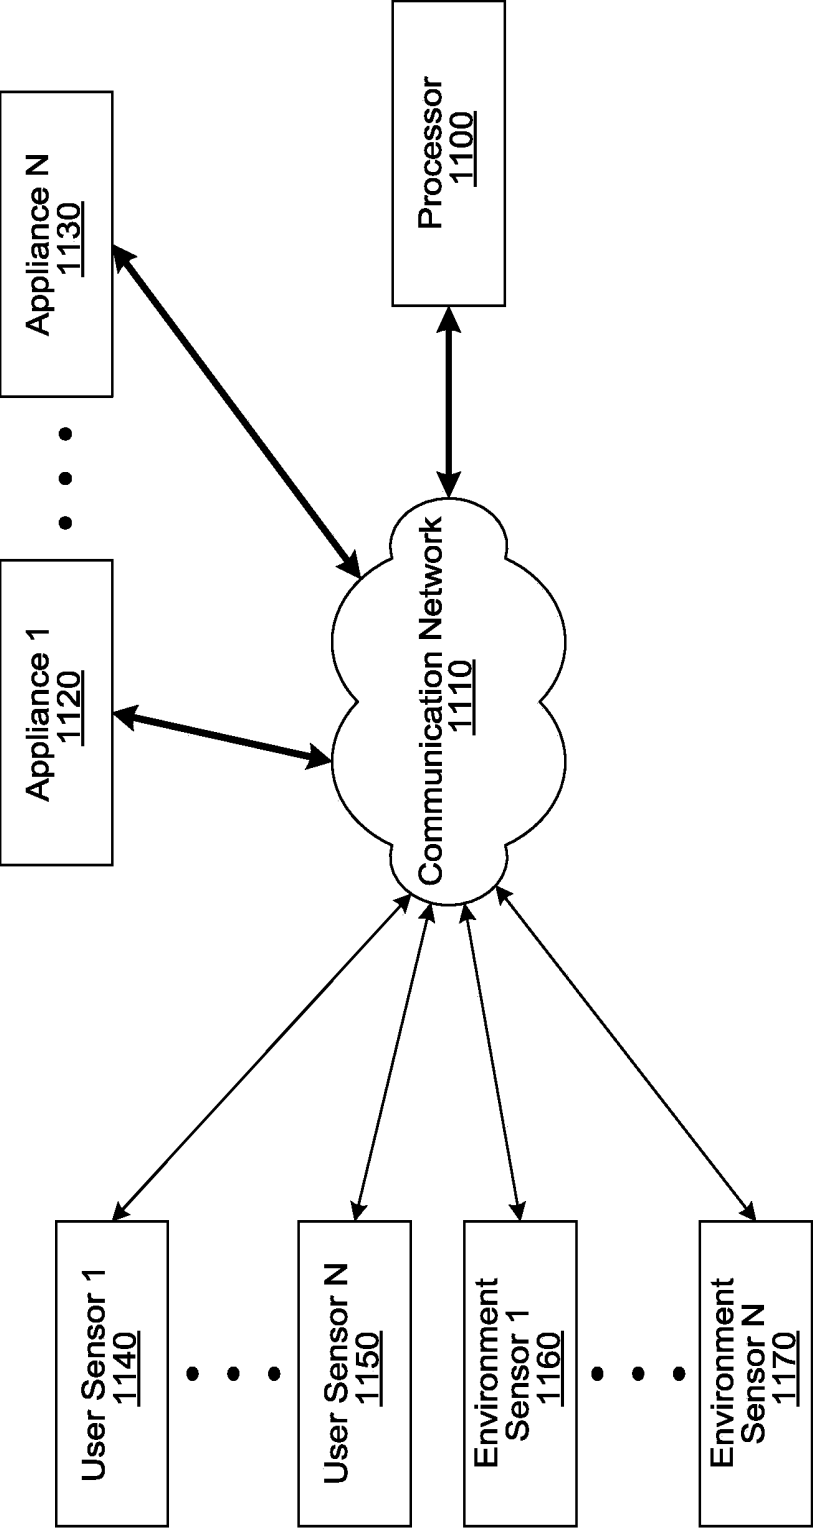 Appliance 1
1120
Appliance N
1130
User Sensor 1
1140
User Sensor N
1150
Environment
Sensor 1
1160
Environment
Sensor N
1170
Communication Network
1110
Processor
1100